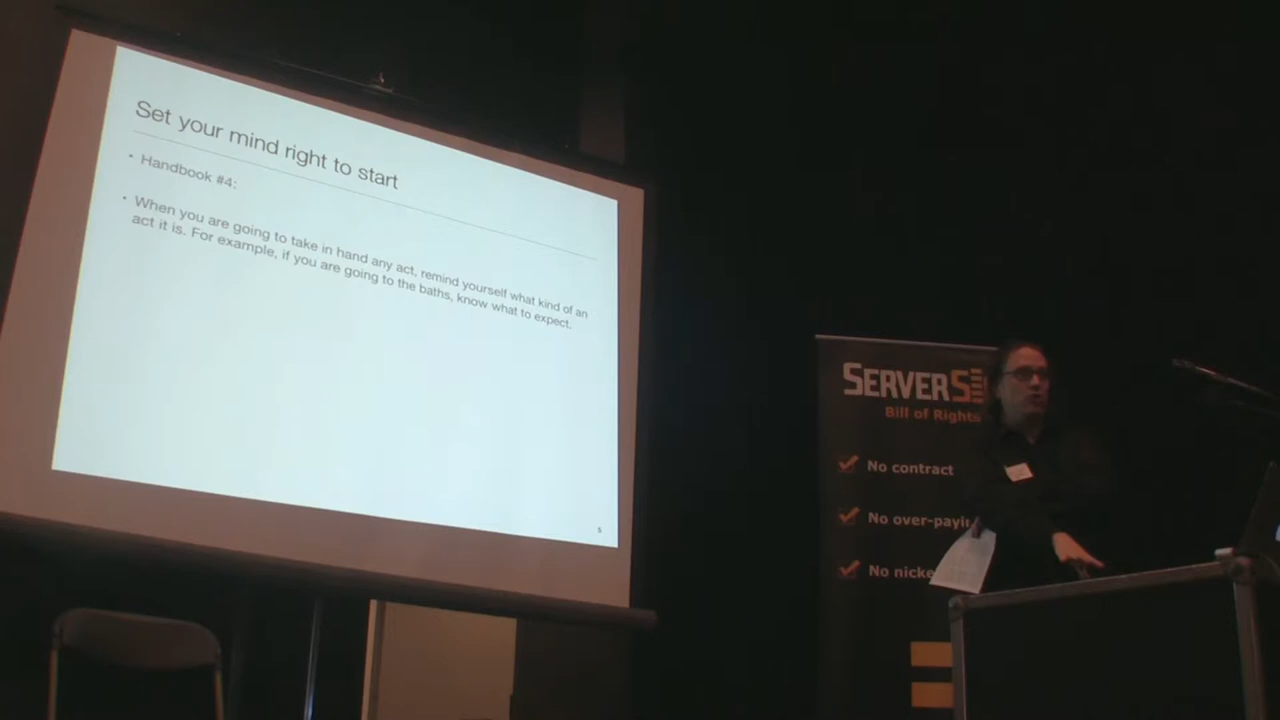 Set your mind right to start
• Handbook #4:
• When you are going to take in hand any act, remind yourself what kind of an
act it is. For example, if you are going to the baths, know what to expect.
5
SERVERS
Bill of Rights
No contract
No over-payin
No nicke